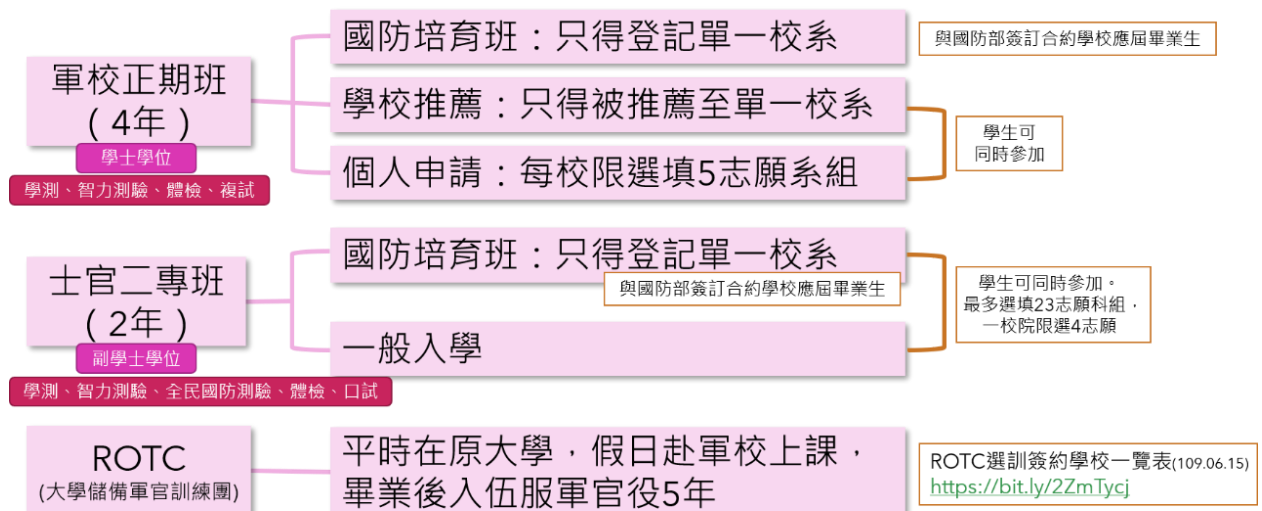 軍校正期班
(4年)
學士學位
學測、智力測驗、體檢、複試
國防培育班：只得登記單一校系
與國防部簽訂合約學校應屆畢業生
學校推薦：只得被推薦至單一校系
個人申請：每校限選填5志願系組
學生可
同時參加
士官二專班
(2年)
副學士學位
學測、智力測驗、全民國防測驗、體檢、口試
國防培育班：只得登記單一校系
與國防部簽訂合約學校應屆畢業生
一般入學
學生可同時參加。
最多選填23志願科組，
一校院限選4志願
ROTC
(大學儲備軍官訓練團)
平時在原大學，假日赴軍校上課，
畢業後入伍服軍官役5年
ROTC選訓簽約學校一覽表(109.06.15)
https://bit.ly/2ZmTycj